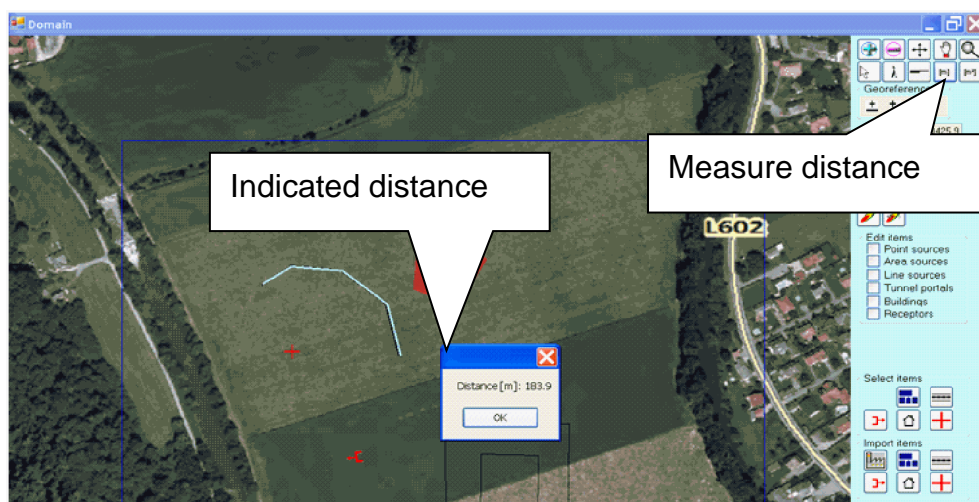 Domain
Georeferenc
425.9
Indicated distance
Measure distance
L602
Edit items
Point sources
Area sources
Line sources
Tunnel portals
Buildings
Receptors
Distance[m]: 183.9
OK
Select items
Import items